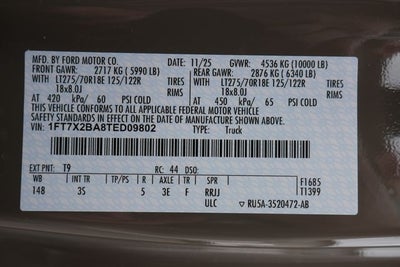 MFD. BY FORD MOTOR CO. 11/25 GVWR: 4536 KG (10000 LB)
FRONT GAWR: 2717 KG (5990 LB) REAR GAWR: 2876 KG (6340 LB)
WITH LT275/70R18E 125/122R TIRES WITH LT275/70R18E 125/122R TIRES
18x8.0J RIMS 18x8.0J RIMS
AT 420 kPa/ 60 PSI COLD AT 450 kPa/ 65 PSI COLD
THIS VEHICLE CONFORMS TO ALL APPLICABLE FEDERAL MOTOR VEHICLE
SAFETY STANDARDS IN EFFECT ON THE DATE OF MANUFACTURE SHOWN ABOVE.
VIN: 1FT7X2BA8TED09802 TYPE: Truck
EXT PNT: T9 RC: 44 DSO:
WB INT TR TP/PS R AXLE TR SPR F1685
148 3S 5 3E F RRJJ T1399
ULC ▼ RU5A-3520472-AB